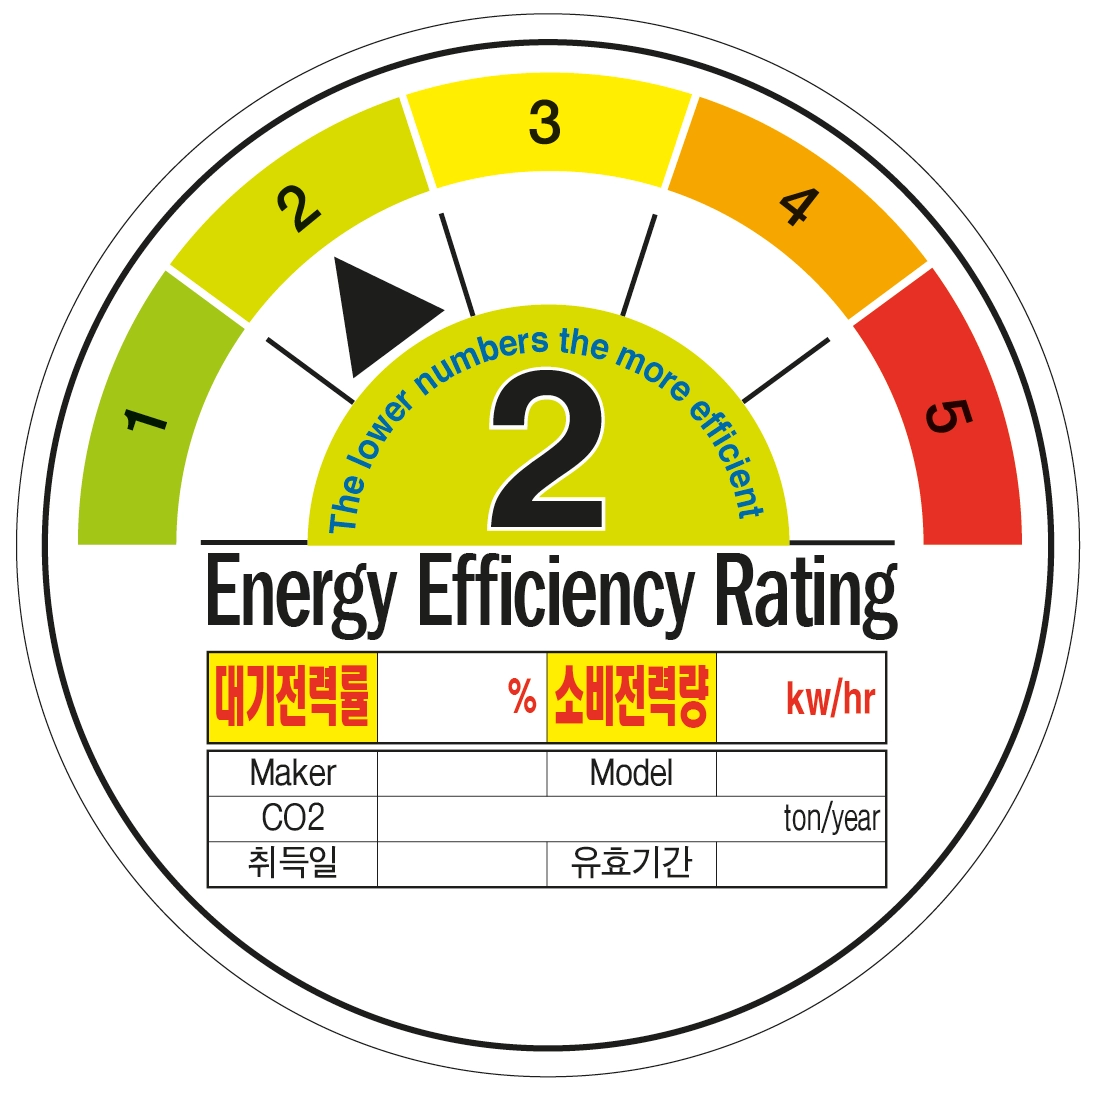 1
2
3
4
5
The lower numbers the more efficient
2
Energy Efficiency Rating
대기전력률 % 소비전력량 kw/hr
Maker Model
CO2 ton/year
취득일 유효기간